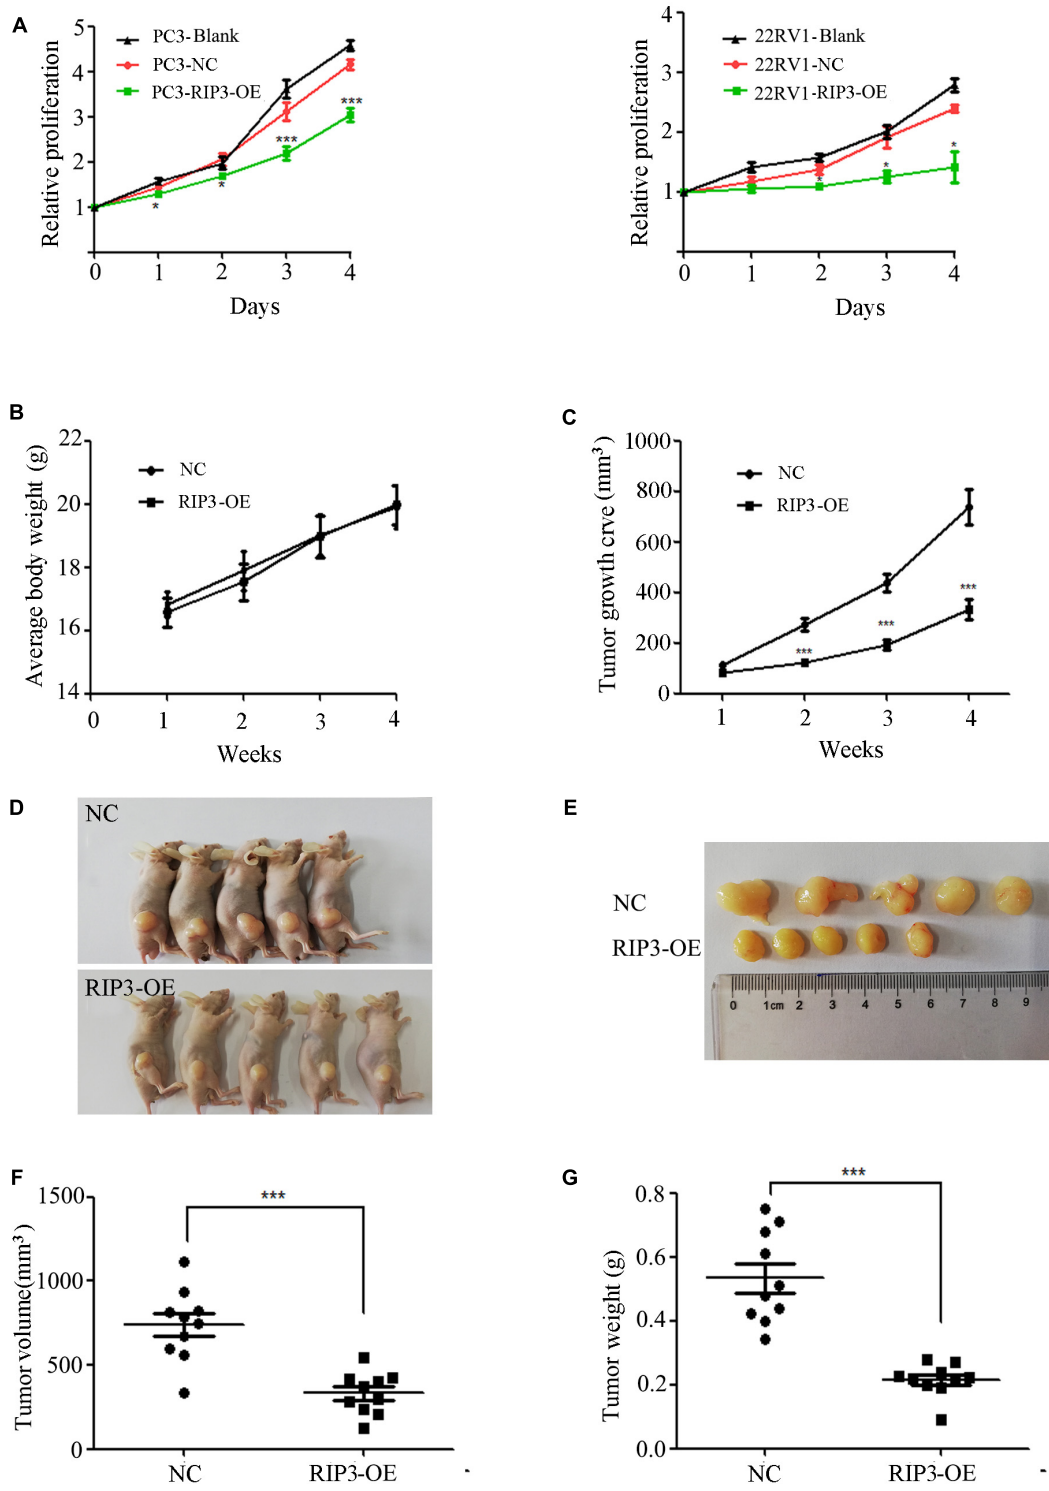 A
Relative proliferation
5
4
3
2
1
PC3-Blank
PC3-NC
PC3-RIP3-OE
*
*
***
***
0 1 2 3 4
Days
Relative proliferation
4
3
2
1
22RV1-Blank
22RV1-NC
22RV1-RIP3-OE
*
*
*
0 1 2 3 4
Days
B
Average body weight (g)
22
20
18
16
14
NC
RIP3-OE
0 1 2 3 4
Weeks
C
Tumor growth crve (mm³)
1000
800
600
400
200
0
NC
RIP3-OE
***
***
***
1 2 3 4
Weeks
D
NC
RIP3-OE
E
NC
RIP3-OE
0 1cm 2 3 4 5 6 7 8 9
F
Tumor volume(mm³)
1500
1000
500
0
***
NC RIP3-OE
G
Tumor weight (g)
0.8
0.6
0.4
0.2
0.0
***
NC RIP3-OE